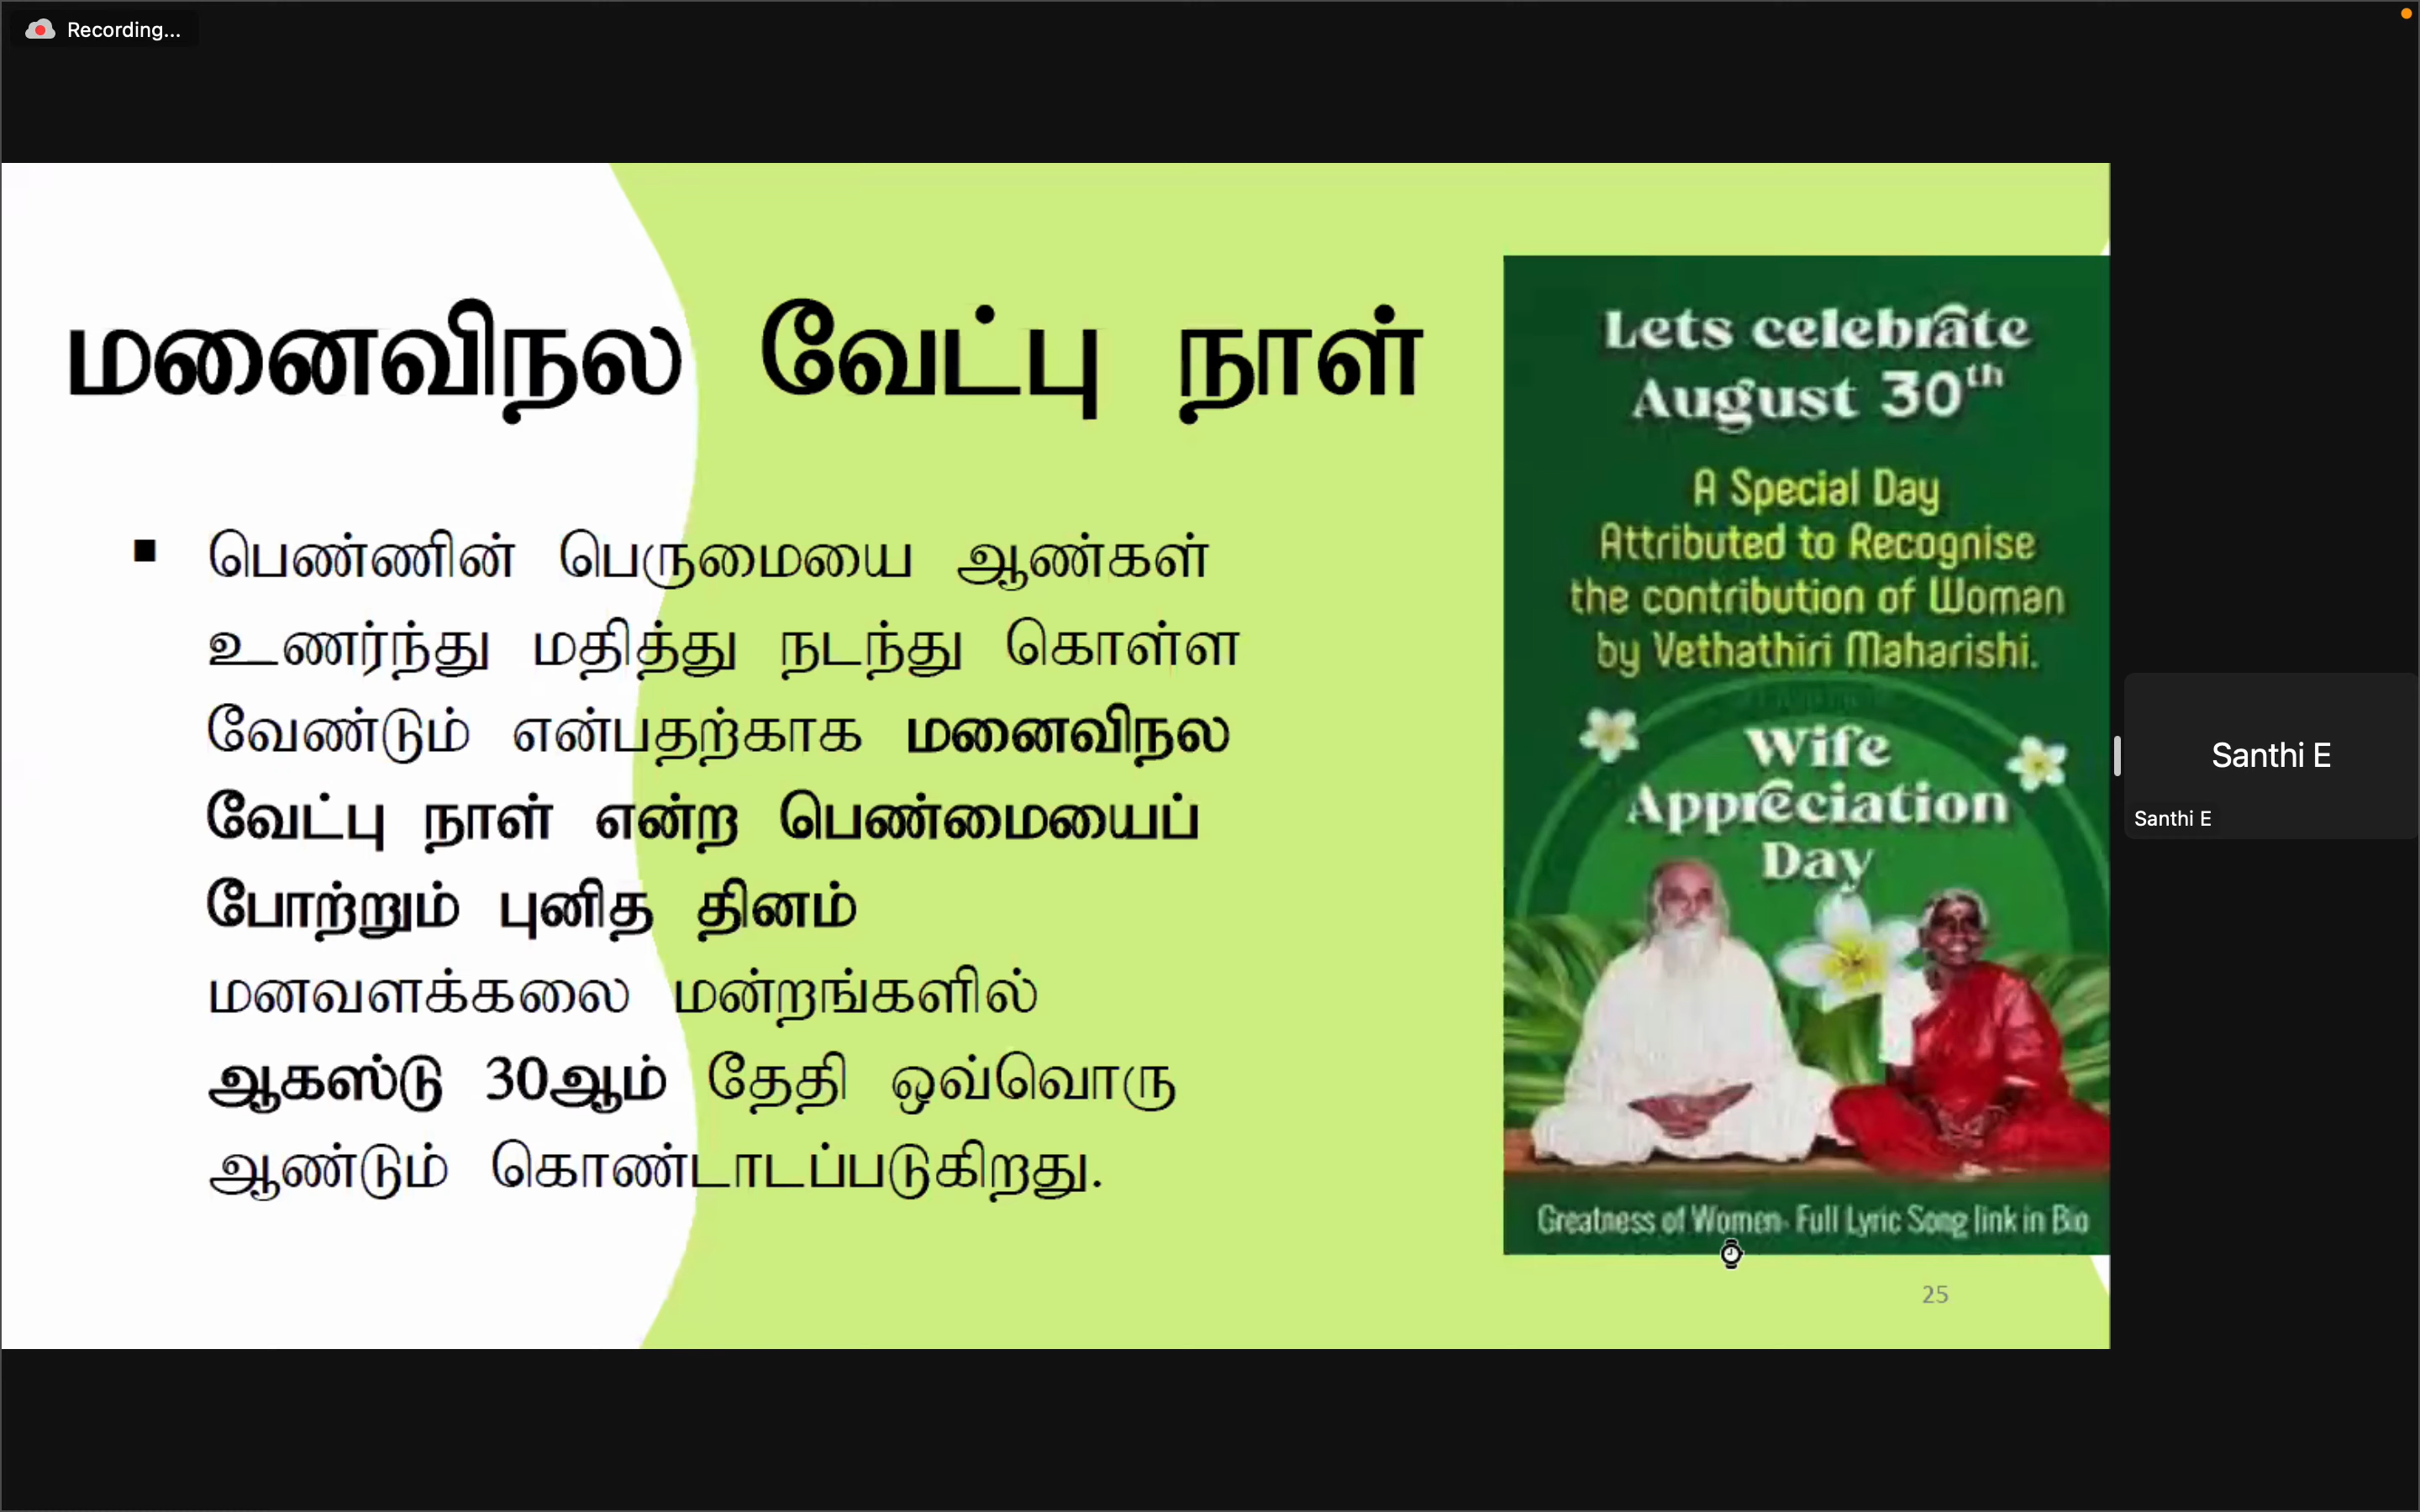 Recording...
மனைவிநல வேட்பு நாள்
▪ பெண்ணின் பெருமையை ஆண்கள்
உணர்ந்து மதித்து நடந்து கொள்ள
வேண்டும் என்பதற்காக மனைவிநல
வேட்பு நாள் என்ற பெண்மையைப்
போற்றும் புனித தினம்
மனவளக்கலை மன்றங்களில்
ஆகஸ்டு 30ஆம் தேதி ஒவ்வொரு
ஆண்டும் கொண்டாடப்படுகிறது.
Lets celebrate
August 30th
A Special Day
Attributed to Recognise
the contribution of Woman
by Vethathiri Maharishi.
Wife
Appreciation
Day
Greatness of Women- Full Lyric Song link in Bio
25
Santhi E
Santhi E